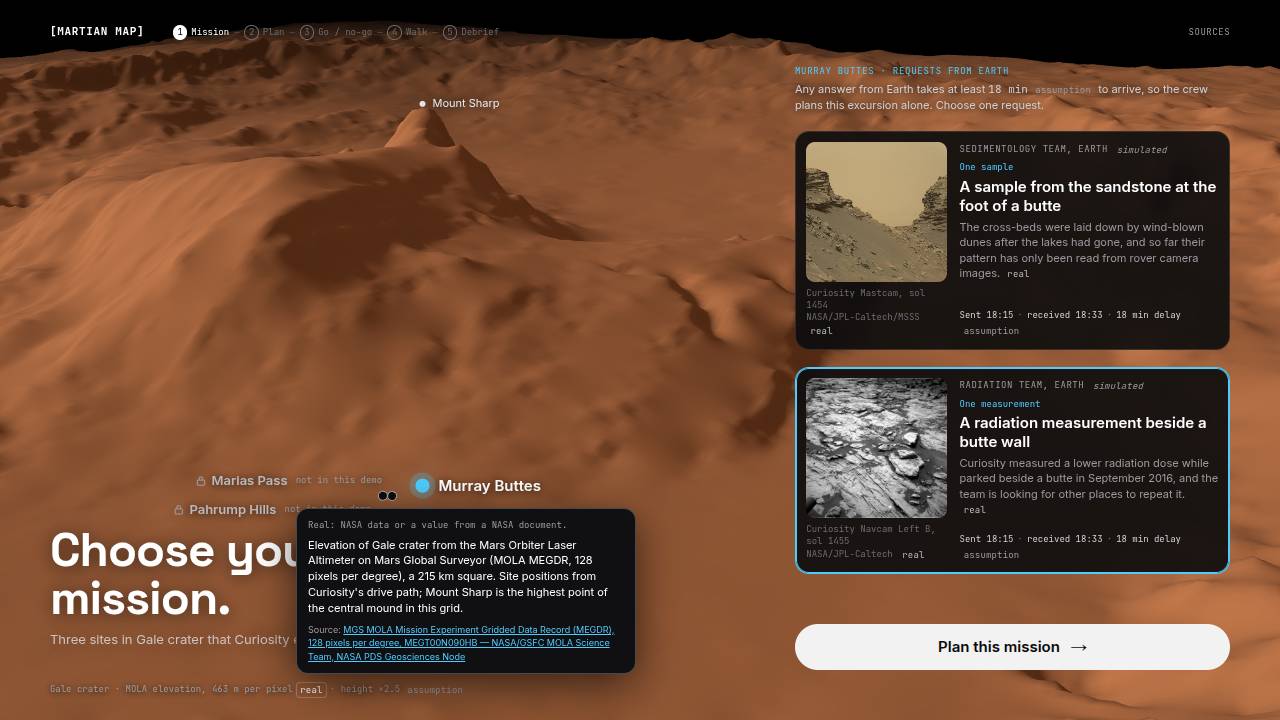 [MARTIAN MAP]
1 Mission – 2 Plan – 3 Go / no-go – 4 Walk – 5 Debrief
SOURCES
Mount Sharp
Marias Pass not in this demo
Murray Buttes
Pahrump Hills not in this demo
Choose you
mission.
Three sites in Gale crater that Curiosity
Real: NASA data or a value from a NASA document.
Elevation of Gale crater from the Mars Orbiter Laser
Altimeter on Mars Global Surveyor (MOLA MEGDR, 128
pixels per degree), a 215 km square. Site positions from
Curiosity's drive path; Mount Sharp is the highest point of
the central mound in this grid.
Source: MGS MOLA Mission Experiment Gridded Data Record (MEGDR),
128 pixels per degree, MEGT00N090HB — NASA/GSFC MOLA Science
Team, NASA PDS Geosciences Node
Gale crater · MOLA elevation, 463 m per pixel real · height ×2.5 assumption
MURRAY BUTTES · REQUESTS FROM EARTH
Any answer from Earth takes at least 18 min assumption to arrive, so the crew
plans this excursion alone. Choose one request.
SEDIMENTOLOGY TEAM, EARTH simulated
One sample
A sample from the sandstone at the
foot of a butte
The cross-beds were laid down by wind-blown
dunes after the lakes had gone, and so far their
pattern has only been read from rover camera
images. real
Curiosity Mastcam, sol
1454
NASA/JPL-Caltech/MSSS
real
Sent 18:15 · received 18:33 · 18 min delay
assumption
RADIATION TEAM, EARTH simulated
One measurement
A radiation measurement beside a
butte wall
Curiosity measured a lower radiation dose while
parked beside a butte in September 2016, and the
team is looking for other places to repeat it.
real
Curiosity Navcam Left B,
sol 1455
NASA/JPL-Caltech real
Sent 18:15 · received 18:33 · 18 min delay
assumption
Plan this mission →